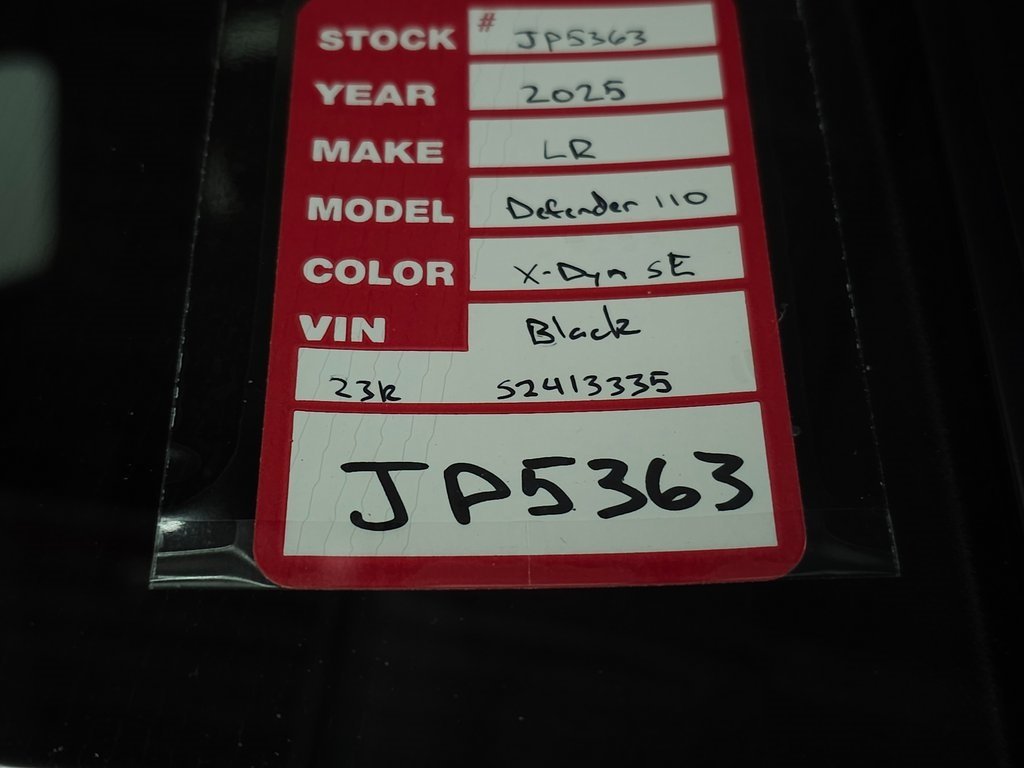 STOCK # JP5363
YEAR 2025
MAKE LR
MODEL Defender 110
COLOR X-Dyn SE
VIN Black
23k S2413335
JP5363